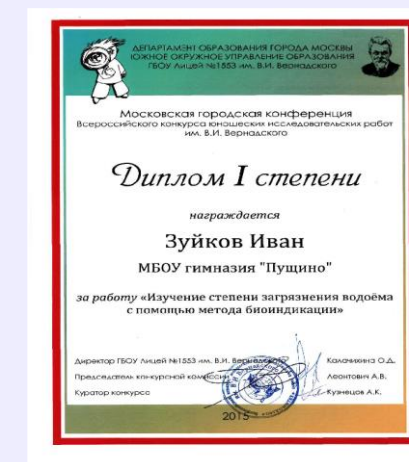 ДЕПАРТАМЕНТ ОБРАЗОВАНИЯ ГОРОДА МОСКВЫ
ЮЖНОЕ ОКРУЖНОЕ УПРАВЛЕНИЕ ОБРАЗОВАНИЯ
ГБОУ Лицей №1553 им. В.И. Вернадского
Московская городская конференция
Всероссийского конкурса юношеских исследовательских работ
им. В.И. Вернадского
Диплом I степени
награждается
Зуйков Иван
МБОУ гимназия "Пущино"
за работу «Изучение степени загрязнения водоёма
с помощью метода биоиндикации»
Директор ГБОУ Лицей №1553 им. В.И. Вернадского Калачихина О.Д.
Председатель конкурсной комиссии Леонтович А.В.
Куратор конкурса Кузнецов А.К.
2015